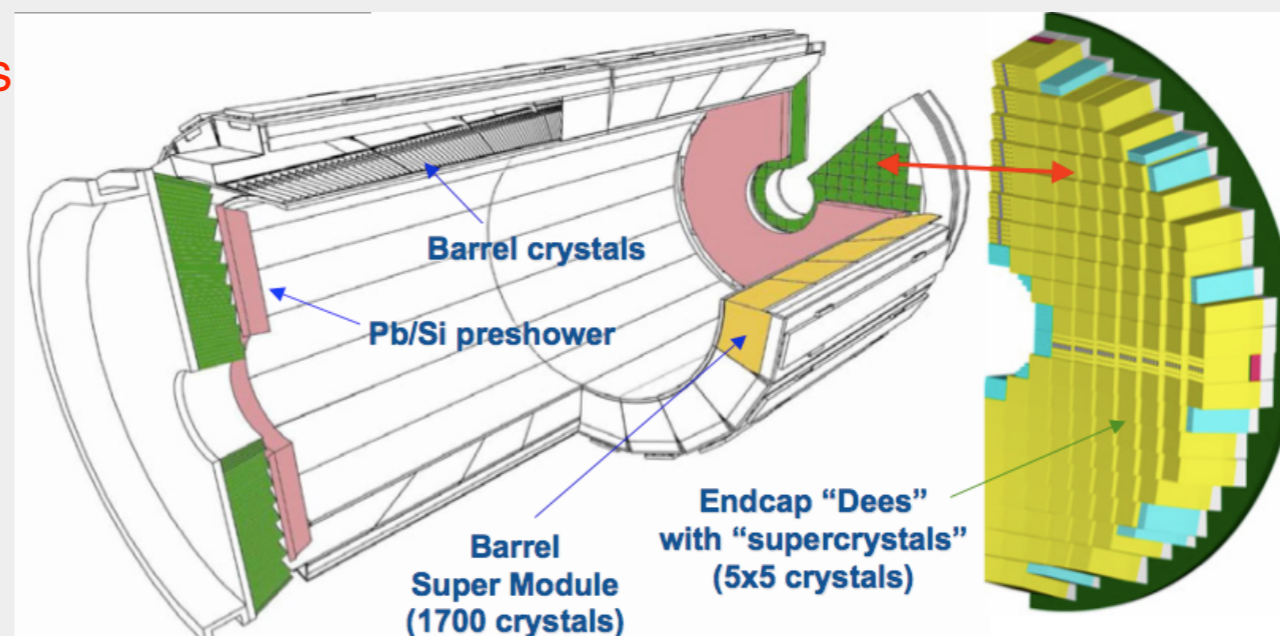 s
Barrel crystals
Pb/Si preshower
Barrel
Super Module
(1700 crystals)
Endcap “Dees”
with “supercrystals”
(5x5 crystals)